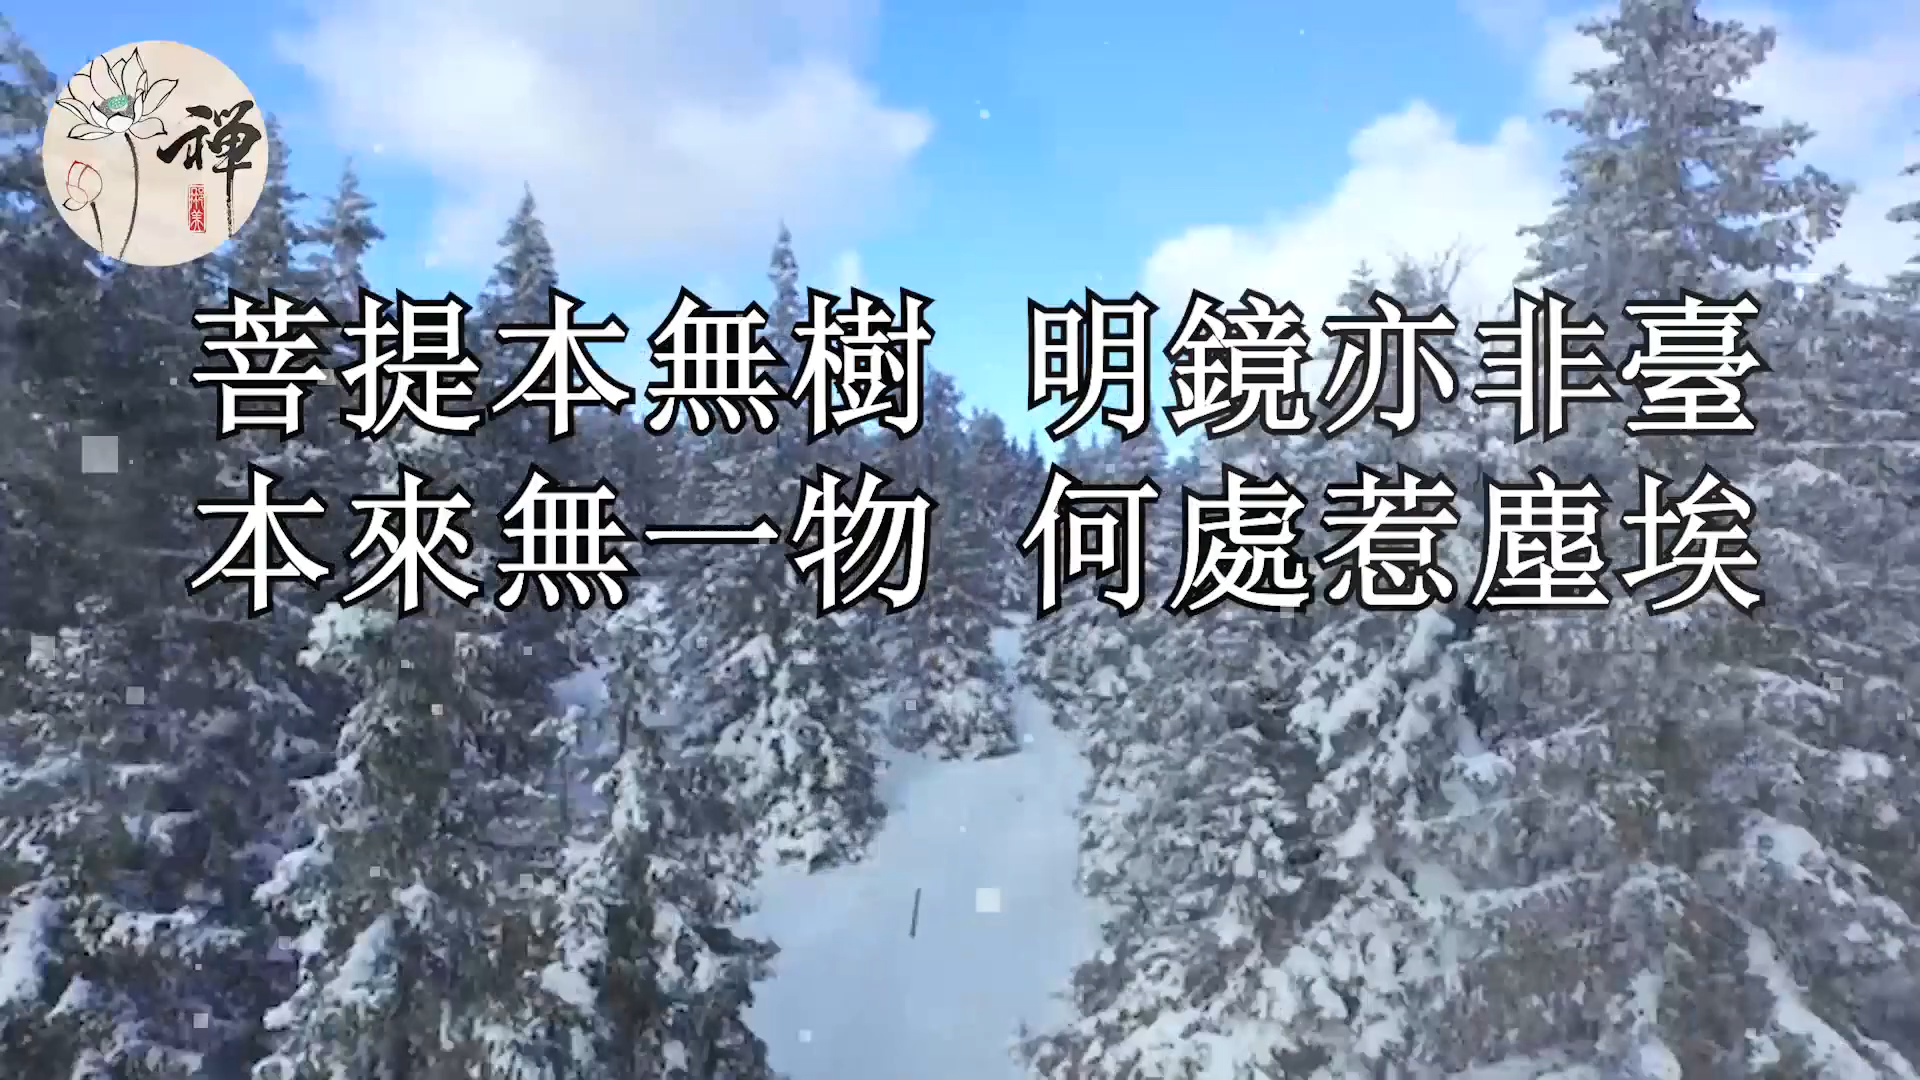 禅
菩提本無樹 明鏡亦非臺
本來無一物 何處惹塵埃